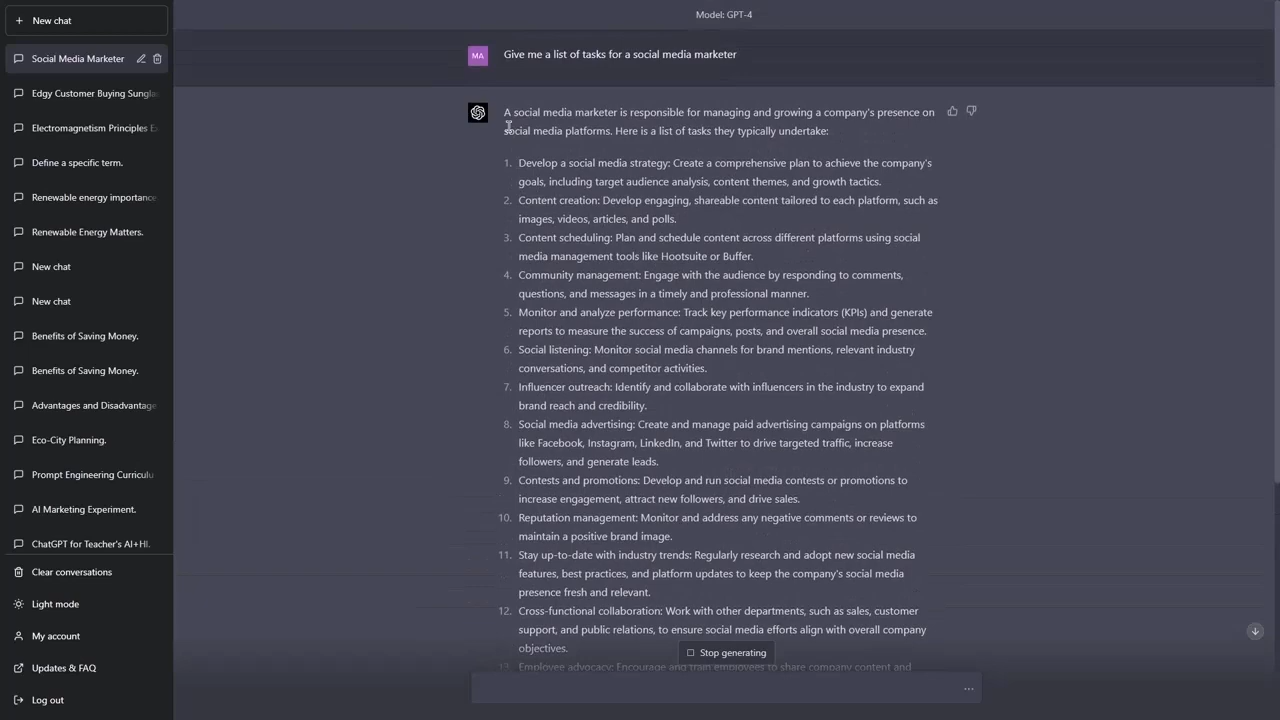 Model: GPT-4
New chat
Social Media Marketer
Edgy Customer Buying Sungla
Electromagnetism Principles E
Define a specific term.
Renewable energy importance
Renewable Energy Matters.
New chat
New chat
Benefits of Saving Money.
Benefits of Saving Money.
Advantages and Disadvantage
Eco-City Planning.
Prompt Engineering Curriculu
AI Marketing Experiment.
ChatGPT for Teacher's AI+HI.
Clear conversations
Light mode
My account
Updates & FAQ
Log out
MA
Give me a list of tasks for a social media marketer
A social media marketer is responsible for managing and growing a company's presence on
social media platforms. Here is a list of tasks they typically undertake:
1. Develop a social media strategy: Create a comprehensive plan to achieve the company's
goals, including target audience analysis, content themes, and growth tactics.
2. Content creation: Develop engaging, shareable content tailored to each platform, such as
images, videos, articles, and polls.
3. Content scheduling: Plan and schedule content across different platforms using social
media management tools like Hootsuite or Buffer.
4. Community management: Engage with the audience by responding to comments,
questions, and messages in a timely and professional manner.
5. Monitor and analyze performance: Track key performance indicators (KPIs) and generate
reports to measure the success of campaigns, posts, and overall social media presence.
6. Social listening: Monitor social media channels for brand mentions, relevant industry
conversations, and competitor activities.
7. Influencer outreach: Identify and collaborate with influencers in the industry to expand
brand reach and credibility.
8. Social media advertising: Create and manage paid advertising campaigns on platforms
like Facebook, Instagram, LinkedIn, and Twitter to drive targeted traffic, increase
followers, and generate leads.
9. Contests and promotions: Develop and run social media contests or promotions to
increase engagement, attract new followers, and drive sales.
10. Reputation management: Monitor and address any negative comments or reviews to
maintain a positive brand image.
11. Stay up-to-date with industry trends: Regularly research and adopt new social media
features, best practices, and platform updates to keep the company's social media
presence fresh and relevant.
12. Cross-functional collaboration: Work with other departments, such as sales, customer
support, and public relations, to ensure social media efforts align with overall company
objectives.
13. Employee advocacy: Encourage and train employees to share company content and
Stop generating